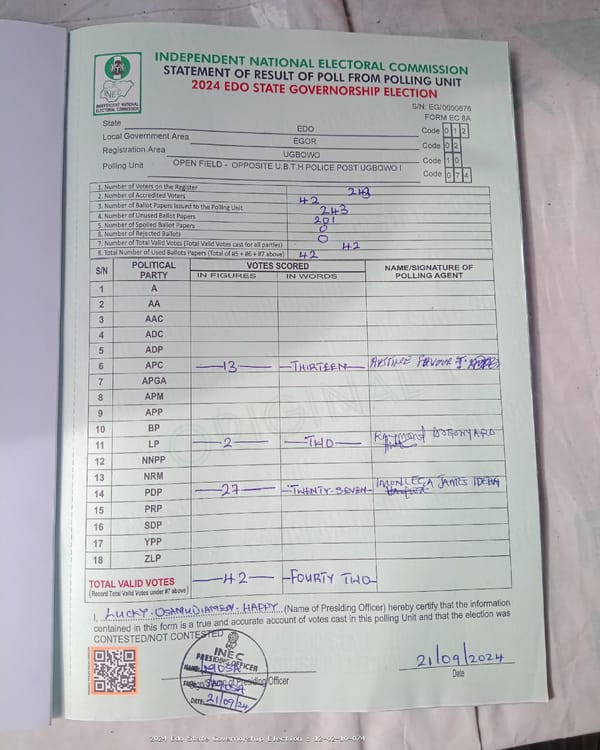 INDEPENDENT NATIONAL ELECTORAL COMMISSION
STATEMENT OF RESULT OF POLL FROM POLLING UNIT
2024 EDO STATE GOVERNORSHIP ELECTION
INEC
INDEPENDENT NATIONAL ELECTORAL COMMISSION
S/N: EG/0000676
FORM EC 8A
State EDO Code 0 1 2
Local Government Area EGOR Code 0 2
Registration Area UGBOWO Code 1 0
Polling Unit OPEN FIELD - OPPOSITE U.B.T.H POLICE POST UGBOWO I Code 0 7 4
1. Number of Voters on the Register 243
2. Number of Accredited Voters 42
3. Number of Ballot Papers Issued to the Polling Unit 243
4. Number of Unused Ballot Papers 201
5. Number of Spoiled Ballot Papers 0
6. Number of Rejected Ballots 0
7. Number of Total Valid Votes (Total Valid Votes cast for all parties) 42
8. Total Number of Used Ballots Papers (Total of #5 + #6 + #7 above) 42
S/N POLITICAL PARTY VOTES SCORED NAME/SIGNATURE OF POLLING AGENT
IN FIGURES IN WORDS
1 A
2 AA
3 AAC
4 ADC
5 ADP
6 APC 13 THIRTEEN FAVOUR
7 APGA
8 APM
9 APP
10 BP
11 LP 2 TWO
12 NNPP
13 NRM
14 PDP 27 TWENTY-SEVEN JAMES
15 PRP
16 SDP
17 YPP
18 ZLP
TOTAL VALID VOTES 42 FOURTY TWO
(Record Total Valid Votes under #7 above)
I, LUCKY OSAMUDIAMEN HAPPY (Name of Presiding Officer) hereby certify that the information
contained in this form is a true and accurate account of votes cast in this polling Unit and that the election was
CONTESTED/NOT CONTESTED
INEC
PRESIDING OFFICER
NAME:
SIGN:
DATE: 21/09/24
Sign/Stamp of Presiding Officer
21/09/2024
Date
2024 Edo State Governorship Election - 12-02-10-074